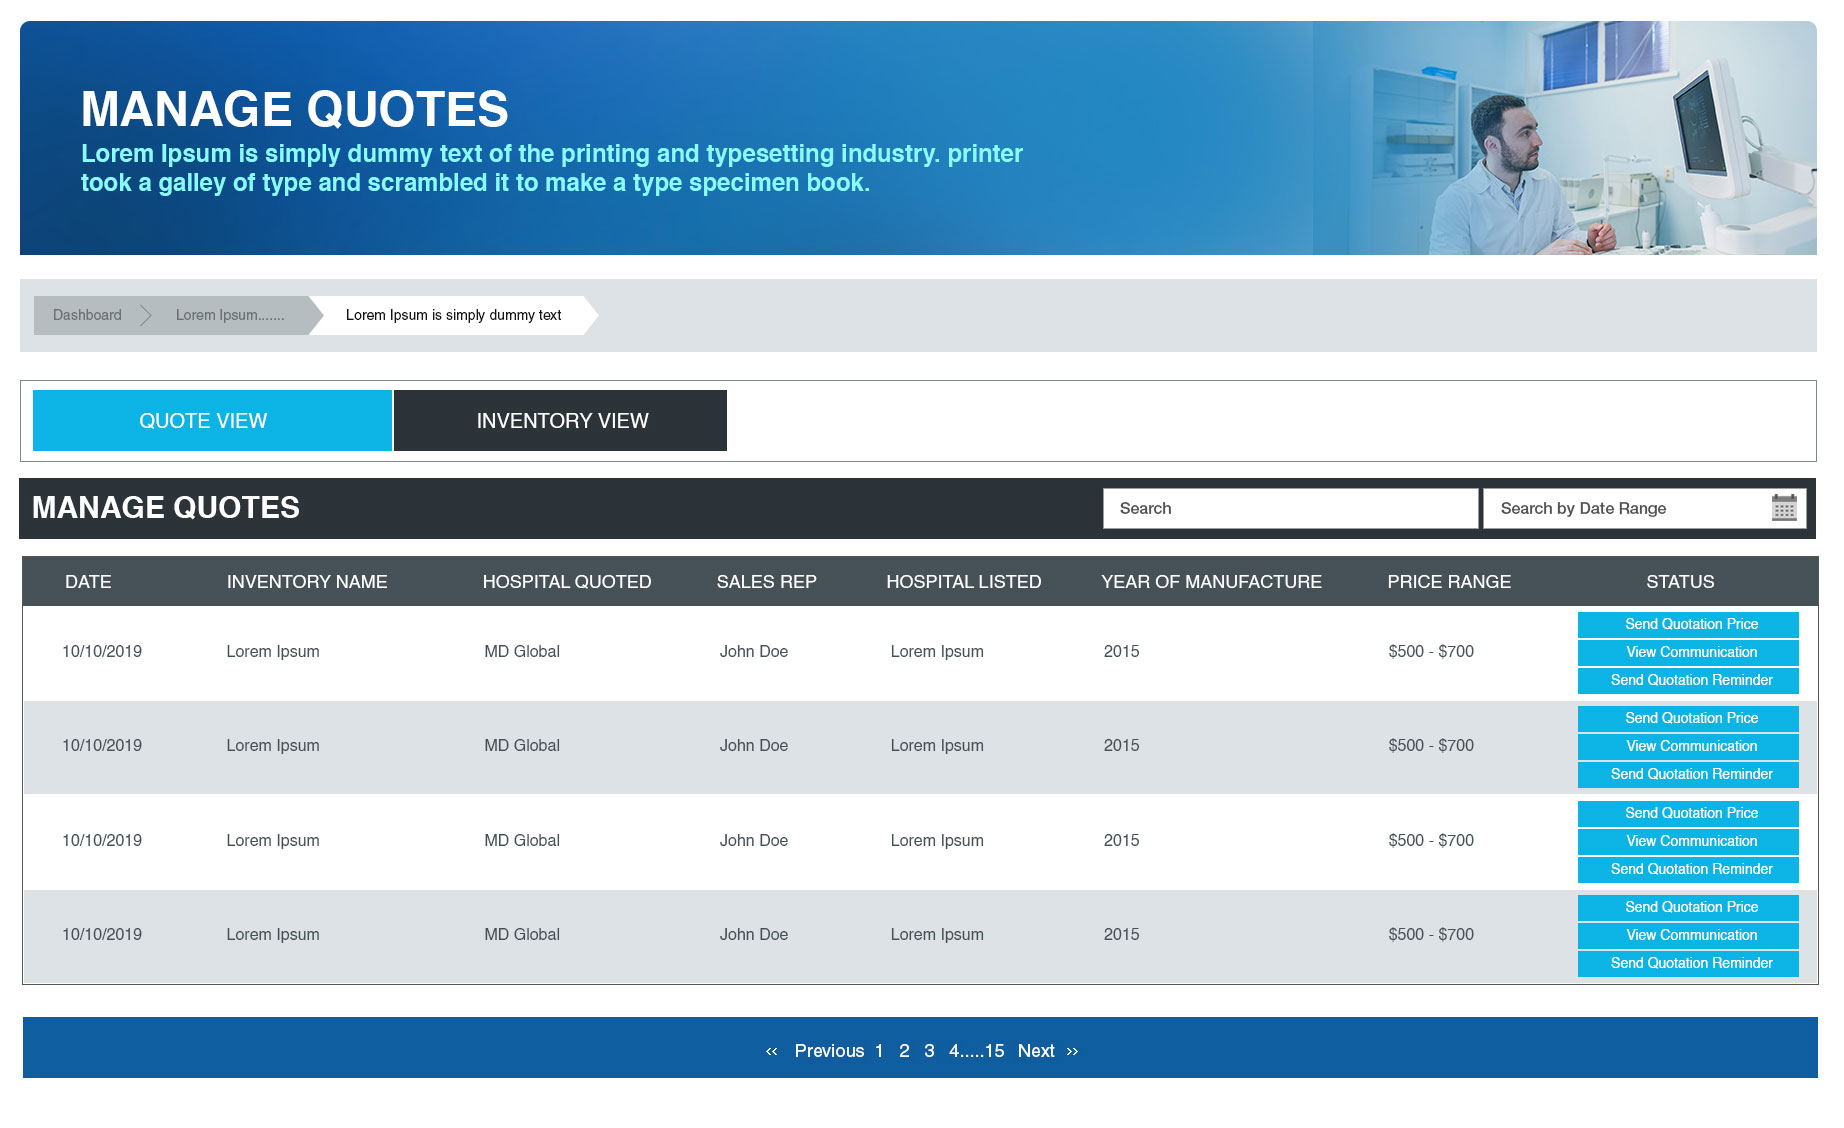 MANAGE QUOTES
Lorem Ipsum is simply dummy text of the printing and typesetting industry. printer
took a galley of type and scrambled it to make a type specimen book.
Dashboard Lorem Ipsum....... Lorem Ipsum is simply dummy text
QUOTE VIEW INVENTORY VIEW
MANAGE QUOTES Search Search by Date Range
DATE INVENTORY NAME HOSPITAL QUOTED SALES REP HOSPITAL LISTED YEAR OF MANUFACTURE PRICE RANGE STATUS
Send Quotation Price
10/10/2019 Lorem Ipsum MD Global John Doe Lorem Ipsum 2015 $500 - $700 View Communication
Send Quotation Reminder
Send Quotation Price
10/10/2019 Lorem Ipsum MD Global John Doe Lorem Ipsum 2015 $500 - $700 View Communication
Send Quotation Reminder
Send Quotation Price
10/10/2019 Lorem Ipsum MD Global John Doe Lorem Ipsum 2015 $500 - $700 View Communication
Send Quotation Reminder
Send Quotation Price
10/10/2019 Lorem Ipsum MD Global John Doe Lorem Ipsum 2015 $500 - $700 View Communication
Send Quotation Reminder
‹‹ Previous 1 2 3 4.....15 Next ››